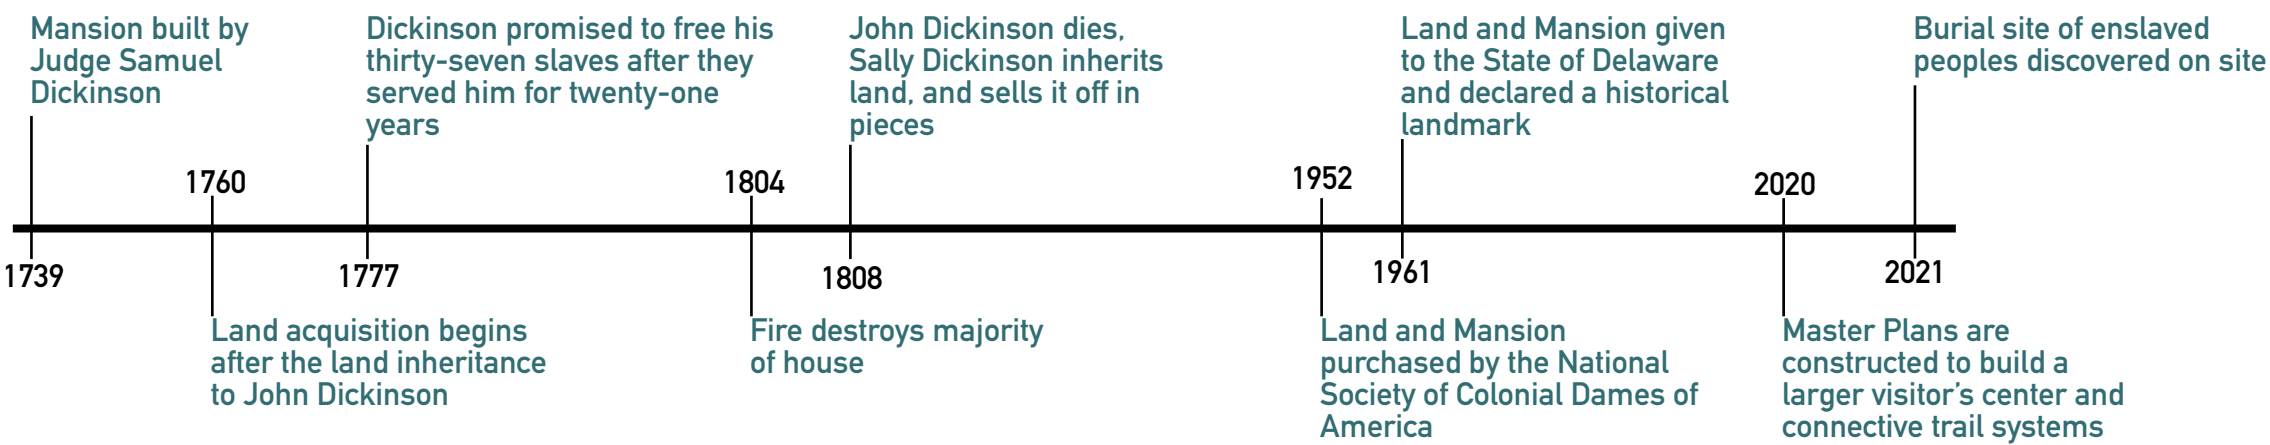 Mansion built by
Judge Samuel
Dickinson
1739
1760
Land acquisition begins
after the land inheritance
to John Dickinson
Dickinson promised to free his
thirty-seven slaves after they
served him for twenty-one
years
1777
1804
Fire destroys majority
of house
John Dickinson dies,
Sally Dickinson inherits
land, and sells it off in
pieces
1808
1952
Land and Mansion
purchased by the National
Society of Colonial Dames of
America
Land and Mansion given
to the State of Delaware
and declared a historical
landmark
1961
2020
Master Plans are
constructed to build a
larger visitor's center and
connective trail systems
Burial site of enslaved
peoples discovered on site
2021